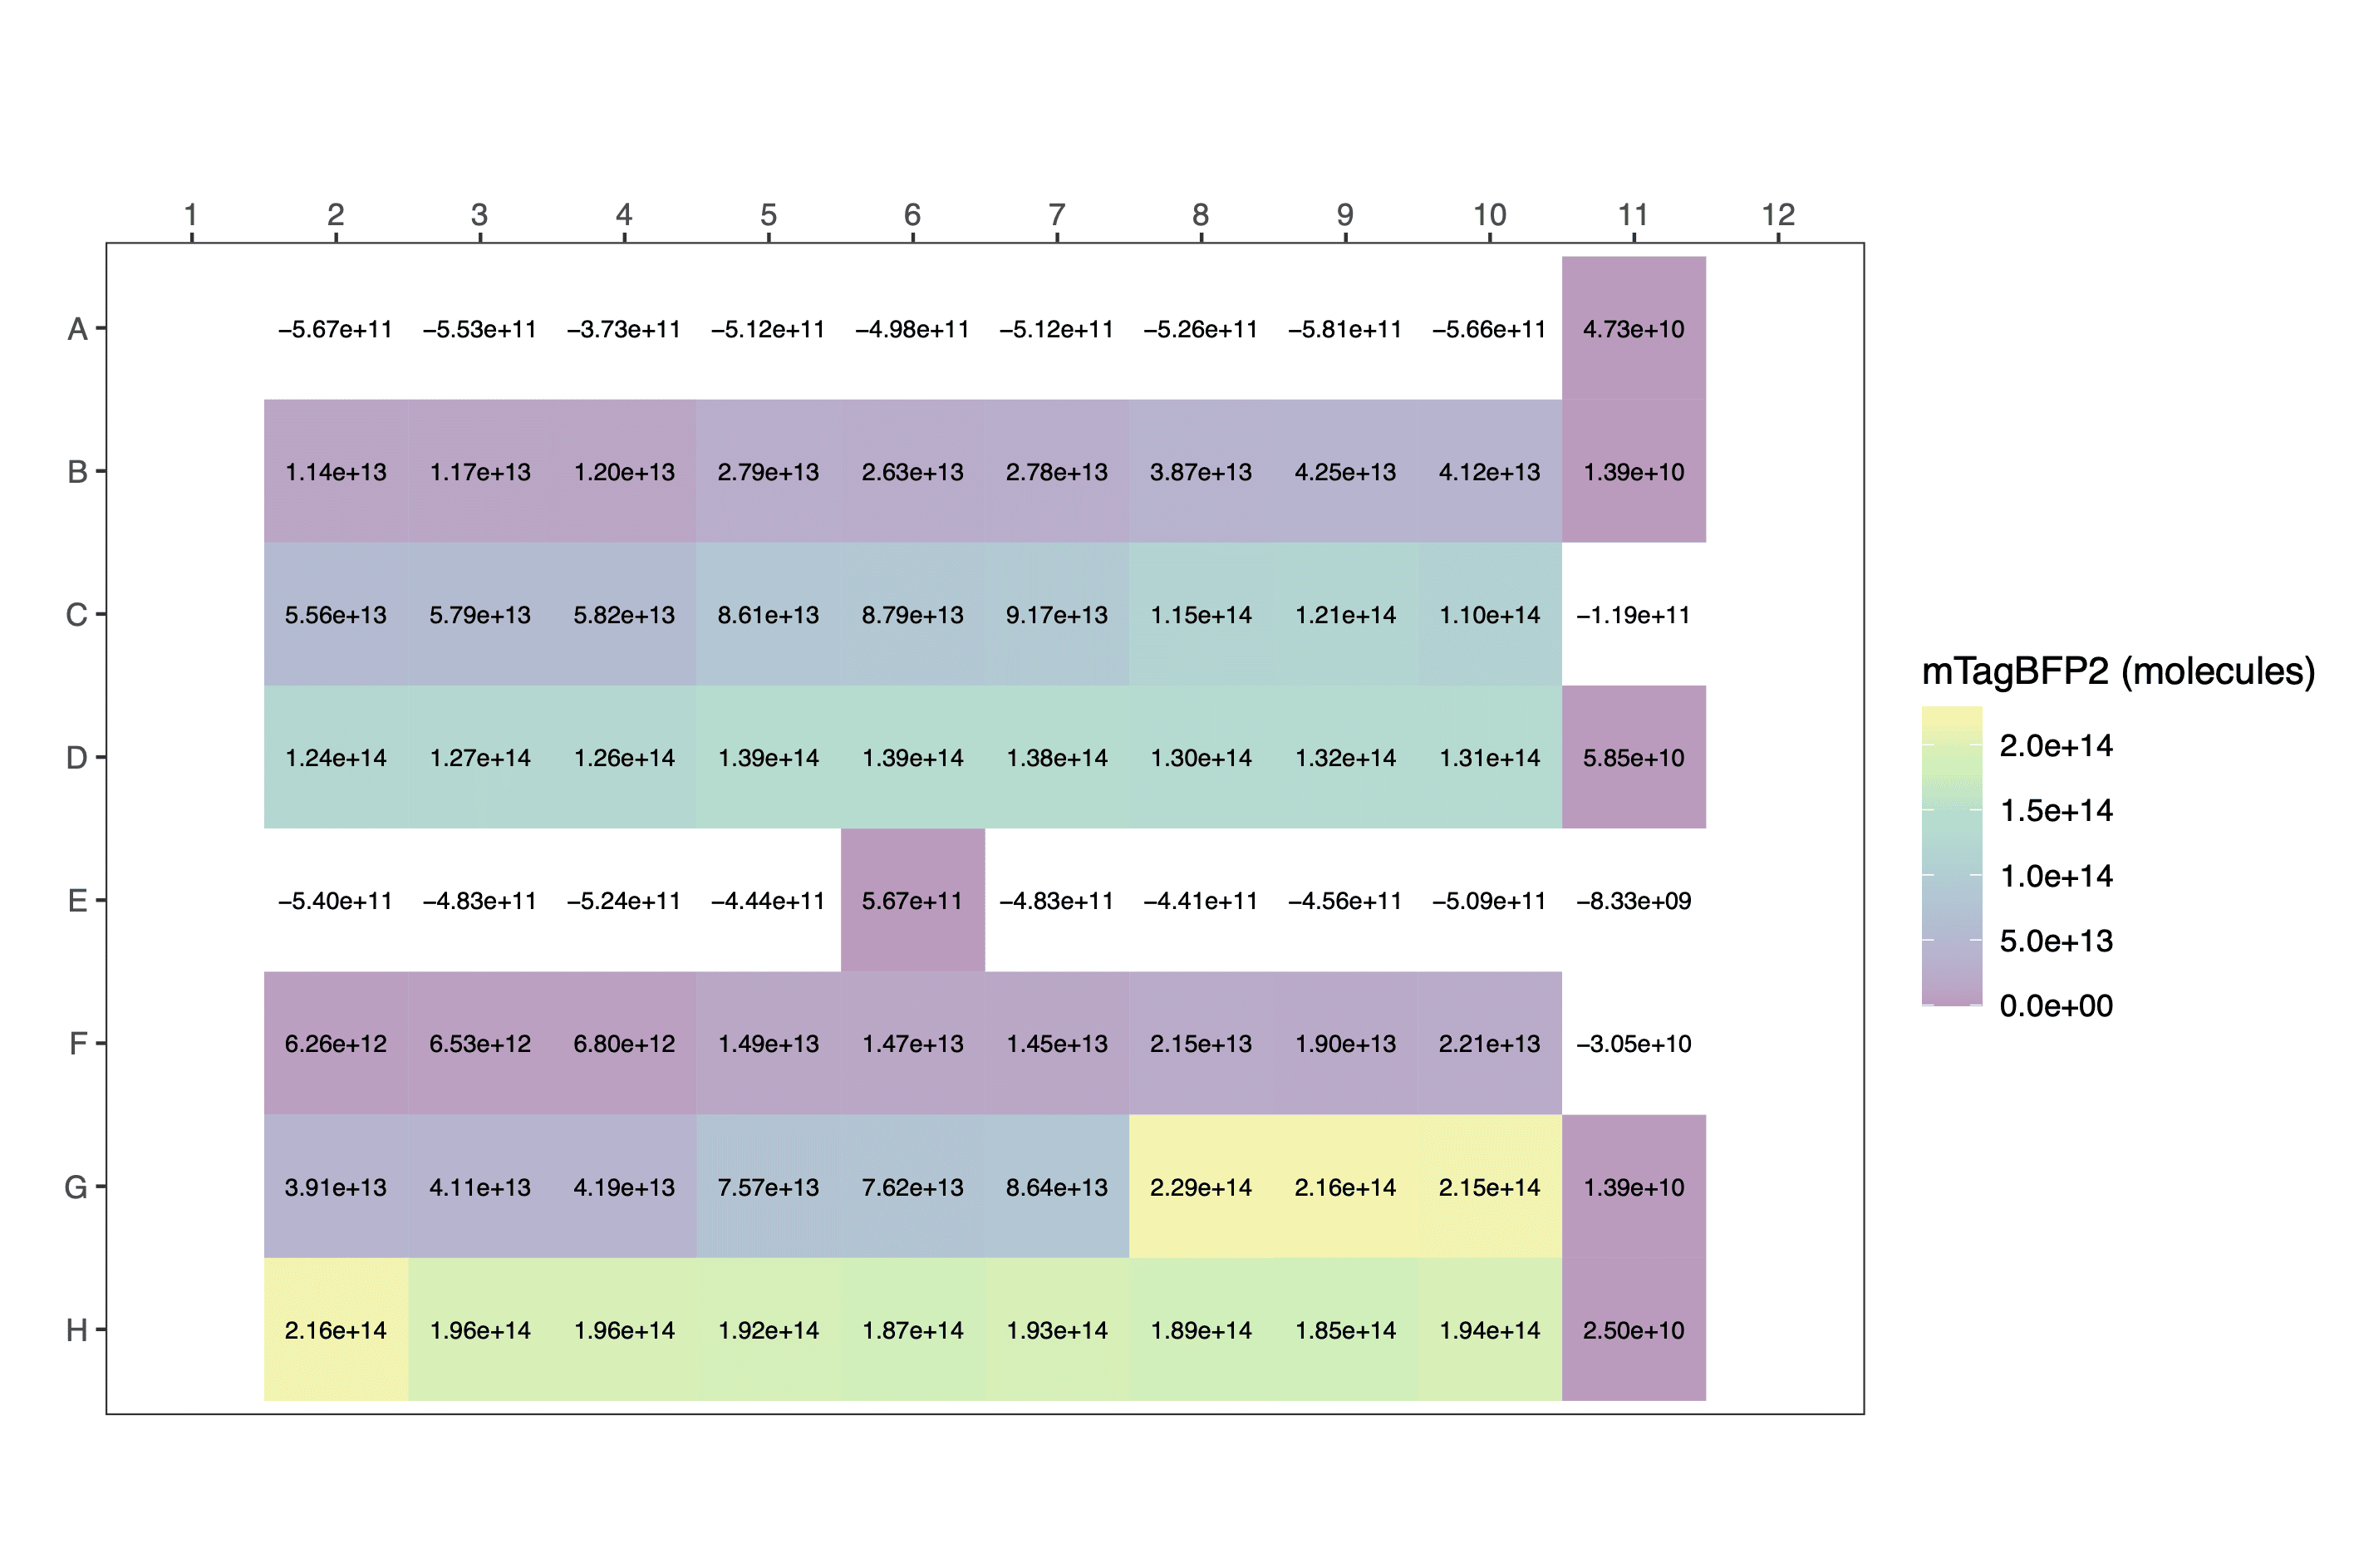 1 2 3 4 5 6 7 8 9 10 11 12
A −5.67e+11 −5.53e+11 −3.73e+11 −5.12e+11 −4.98e+11 −5.12e+11 −5.26e+11 −5.81e+11 −5.66e+11 4.73e+10
B 1.14e+13 1.17e+13 1.20e+13 2.79e+13 2.63e+13 2.78e+13 3.87e+13 4.25e+13 4.12e+13 1.39e+10
C 5.56e+13 5.79e+13 5.82e+13 8.61e+13 8.79e+13 9.17e+13 1.15e+14 1.21e+14 1.10e+14 −1.19e+11
D 1.24e+14 1.27e+14 1.26e+14 1.39e+14 1.39e+14 1.38e+14 1.30e+14 1.32e+14 1.31e+14 5.85e+10
E −5.40e+11 −4.83e+11 −5.24e+11 −4.44e+11 5.67e+11 −4.83e+11 −4.41e+11 −4.56e+11 −5.09e+11 −8.33e+09
F 6.26e+12 6.53e+12 6.80e+12 1.49e+13 1.47e+13 1.45e+13 2.15e+13 1.90e+13 2.21e+13 −3.05e+10
G 3.91e+13 4.11e+13 4.19e+13 7.57e+13 7.62e+13 8.64e+13 2.29e+14 2.16e+14 2.15e+14 1.39e+10
H 2.16e+14 1.96e+14 1.96e+14 1.92e+14 1.87e+14 1.93e+14 1.89e+14 1.85e+14 1.94e+14 2.50e+10
mTagBFP2 (molecules)
2.0e+14
1.5e+14
1.0e+14
5.0e+13
0.0e+00